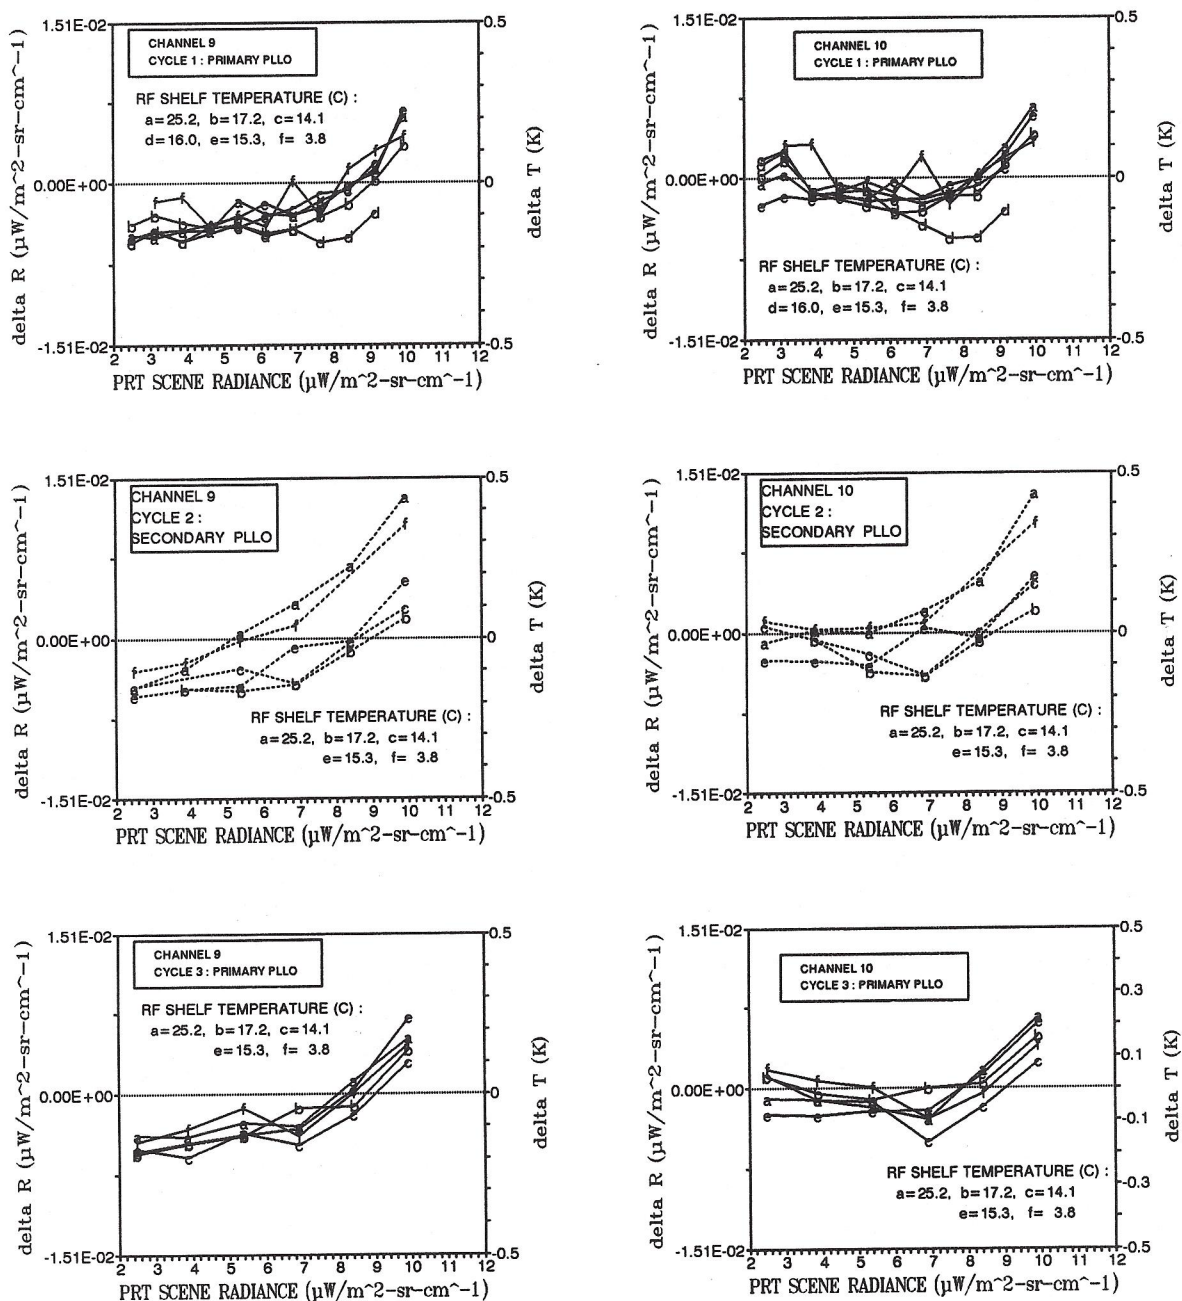 1.51E-02
0.00E+00
-1.51E-02
delta R (µW/m^2-sr-cm^-1)
CHANNEL 9
CYCLE 1 : PRIMARY PLLO
RF SHELF TEMPERATURE (C) :
a=25.2, b=17.2, c=14.1
d=16.0, e=15.3, f= 3.8
0.5
0
-0.5
delta T (K)
2 3 4 5 6 7 8 9 10 11 12
PRT SCENE RADIANCE (µW/m^2-sr-cm^-1)
1.51E-02
0.00E+00
-1.51E-02
delta R (µW/m^2-sr-cm^-1)
CHANNEL 10
CYCLE 1 : PRIMARY PLLO
RF SHELF TEMPERATURE (C) :
a=25.2, b=17.2, c=14.1
d=16.0, e=15.3, f= 3.8
0.5
0
-0.5
delta T (K)
2 3 4 5 6 7 8 9 10 11 12
PRT SCENE RADIANCE (µW/m^2-sr-cm^-1)
1.51E-02
0.00E+00
-1.51E-02
delta R (µW/m^2-sr-cm^-1)
CHANNEL 9
CYCLE 2 :
SECONDARY PLLO
RF SHELF TEMPERATURE (C) :
a=25.2, b=17.2, c=14.1
e=15.3, f= 3.8
0.5
0
-0.5
delta T (K)
2 3 4 5 6 7 8 9 10 11 12
PRT SCENE RADIANCE (µW/m^2-sr-cm^-1)
1.51E-02
0.00E+00
-1.51E-02
delta R (µW/m^2-sr-cm^-1)
CHANNEL 10
CYCLE 2 :
SECONDARY PLLO
RF SHELF TEMPERATURE (C) :
a=25.2, b=17.2, c=14.1
e=15.3, f= 3.8
0.5
0
-0.5
delta T (K)
2 3 4 5 6 7 8 9 10 11 12
PRT SCENE RADIANCE (µW/m^2-sr-cm^-1)
1.51E-02
0.00E+00
-1.51E-02
delta R (µW/m^2-sr-cm^-1)
CHANNEL 9
CYCLE 3 : PRIMARY PLLO
RF SHELF TEMPERATURE (C) :
a=25.2, b=17.2, c=14.1
e=15.3, f= 3.8
0.5
0
-0.5
delta T (K)
2 3 4 5 6 7 8 9 10 11 12
PRT SCENE RADIANCE (µW/m^2-sr-cm^-1)
1.51E-02
0.00E+00
-1.51E-02
delta R (µW/m^2-sr-cm^-1)
CHANNEL 10
CYCLE 3 : PRIMARY PLLO
RF SHELF TEMPERATURE (C) :
a=25.2, b=17.2, c=14.1
e=15.3, f= 3.8
0.5
0.3
0.1
-0.1
-0.3
-0.5
delta T (K)
2 3 4 5 6 7 8 9 10 11 12
PRT SCENE RADIANCE (µW/m^2-sr-cm^-1)